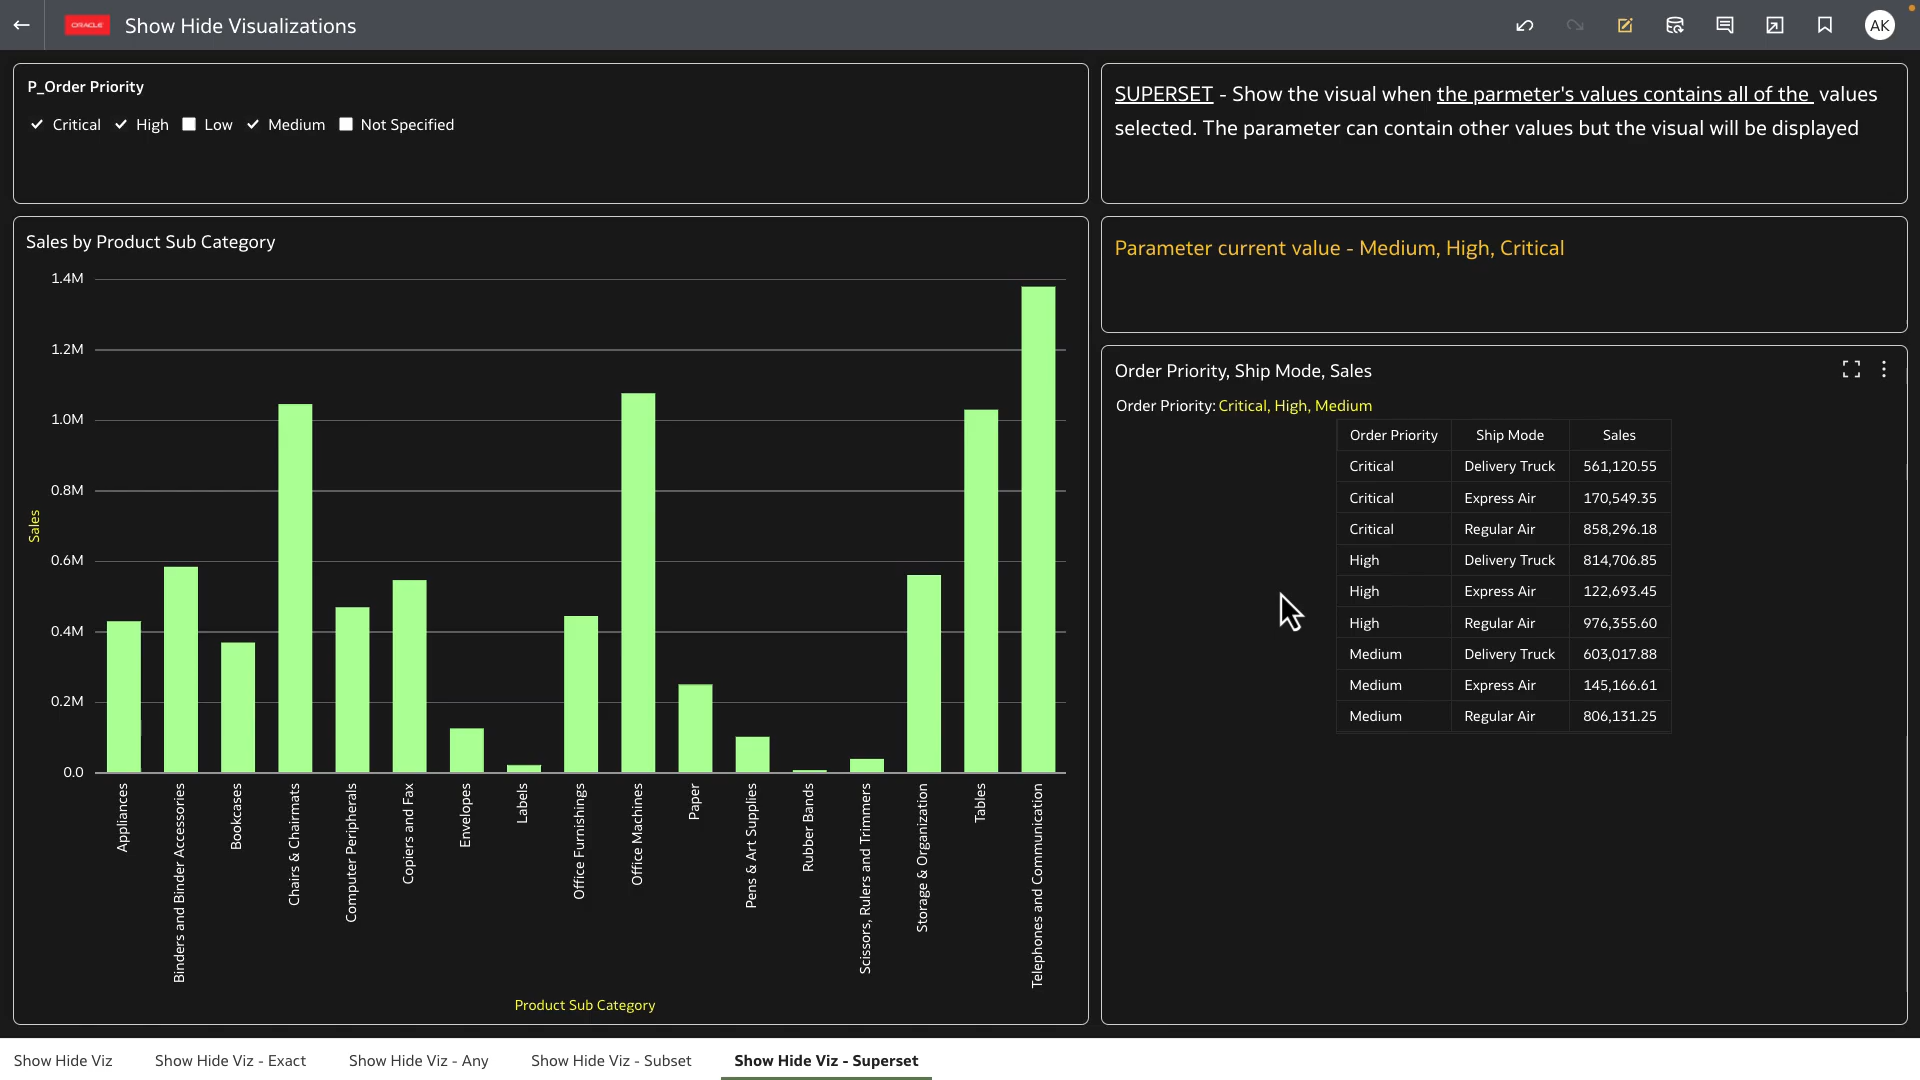 ORACLE
Show Hide Visualizations
AK
P_Order Priority
Critical High Low Medium Not Specified
SUPERSET - Show the visual when the parmeter's values contains all of the values
selected. The parameter can contain other values but the visual will be displayed
Sales by Product Sub Category
1.4M
1.2M
1.0M
0.8M
0.6M
0.4M
0.2M
0.0
Sales
Appliances
Binders and Binder Accessories
Bookcases
Chairs & Chairmats
Computer Peripherals
Copiers and Fax
Envelopes
Labels
Office Furnishings
Office Machines
Paper
Pens & Art Supplies
Rubber Bands
Scissors, Rulers and Trimmers
Storage & Organization
Tables
Telephones and Communication
Product Sub Category
Parameter current value - Medium, High, Critical
Order Priority, Ship Mode, Sales
Order Priority: Critical, High, Medium
Order Priority Ship Mode Sales
Critical Delivery Truck 561,120.55
Critical Express Air 170,549.35
Critical Regular Air 858,296.18
High Delivery Truck 814,706.85
High Express Air 122,693.45
High Regular Air 976,355.60
Medium Delivery Truck 603,017.88
Medium Express Air 145,166.61
Medium Regular Air 806,131.25
Show Hide Viz Show Hide Viz - Exact Show Hide Viz - Any Show Hide Viz - Subset Show Hide Viz - Superset